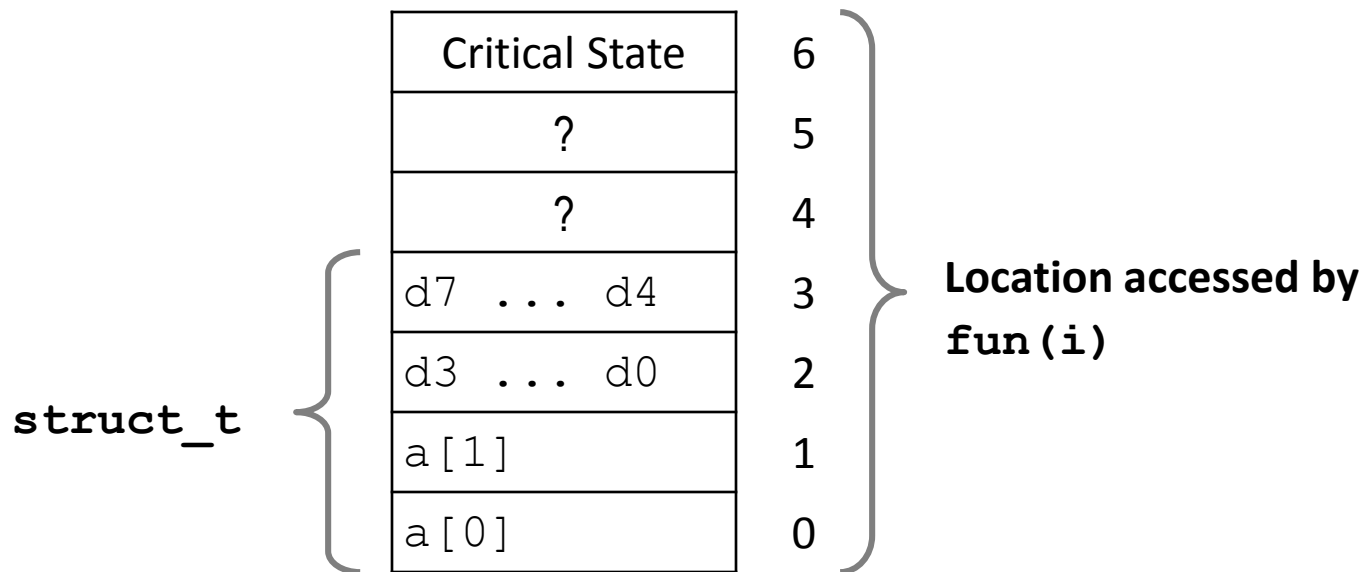 Critical State 6
? 5
? 4
d7 ... d4 3
d3 ... d0 2
a[1] 1
a[0] 0
struct_t
Location accessed by
fun(i)